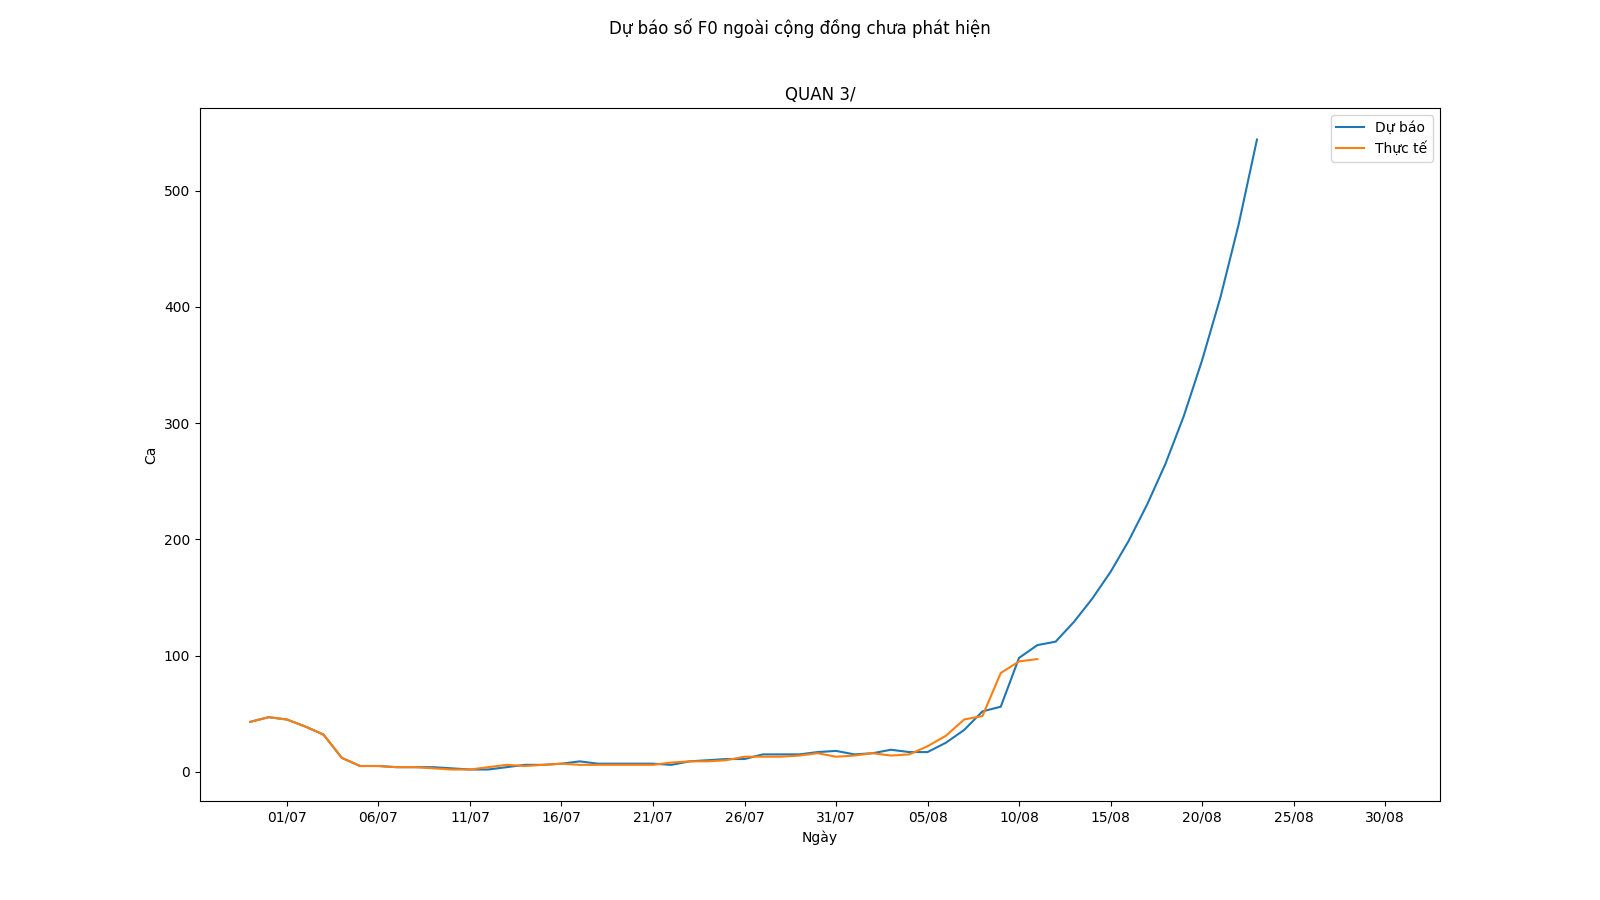 Dự báo số F0 ngoài cộng đồng chưa phát hiện
QUAN 3/
Dự báo
Thực tế
500
400
300
200
100
0
Ca
01/07 06/07 11/07 16/07 21/07 26/07 31/07 05/08 10/08 15/08 20/08 25/08 30/08
Ngày